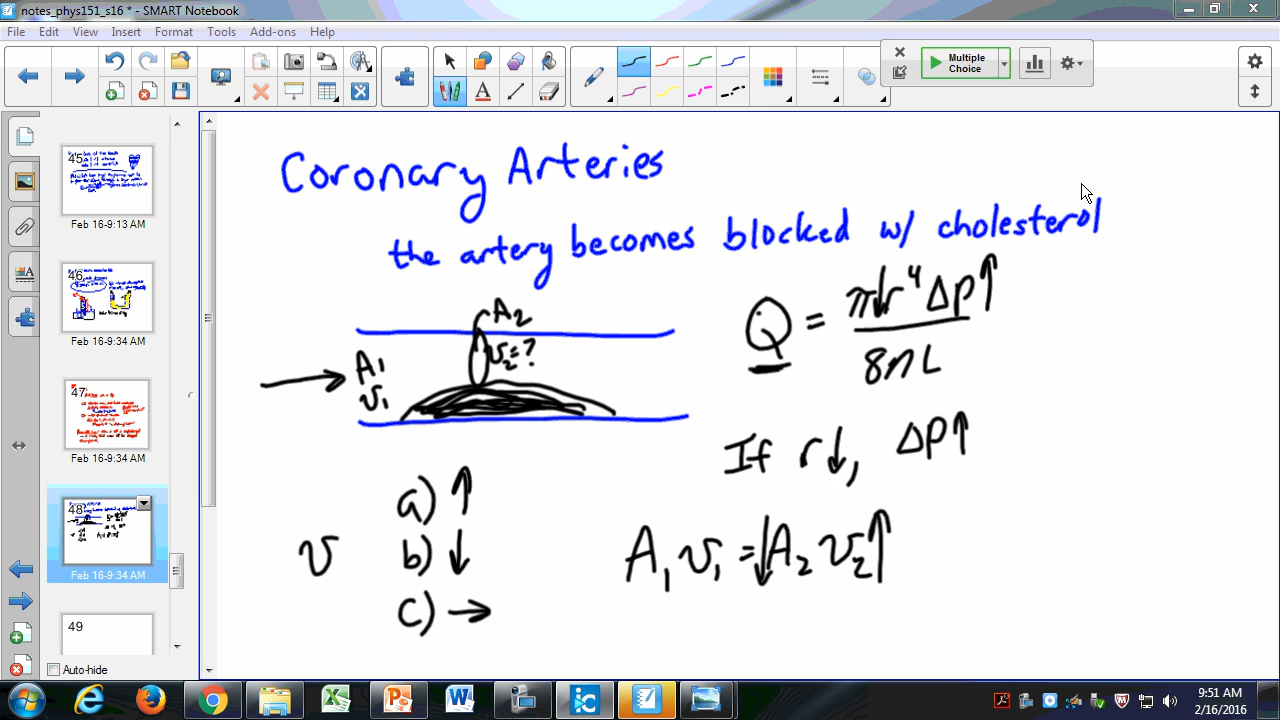 notes_phys151_s16 * - SMART Notebook
File Edit View Insert Format Tools Add-ons Help
Multiple Choice
45
Feb 16-9:13 AM
46
Feb 16-9:34 AM
47
Feb 16-9:34 AM
48
Feb 16-9:34 AM
49
Auto-hide
Coronary Arteries
the artery becomes blocked w/ cholesterol
A₂
A₁
v₁
v₂=?
Q = πr⁴↓ ΔP↑
8ηL
If r↓, ΔP↑
v
a) ↑
b) ↓
c) →
A₁v₁ = ↓A₂v₂↑
9:51 AM
2/16/2016